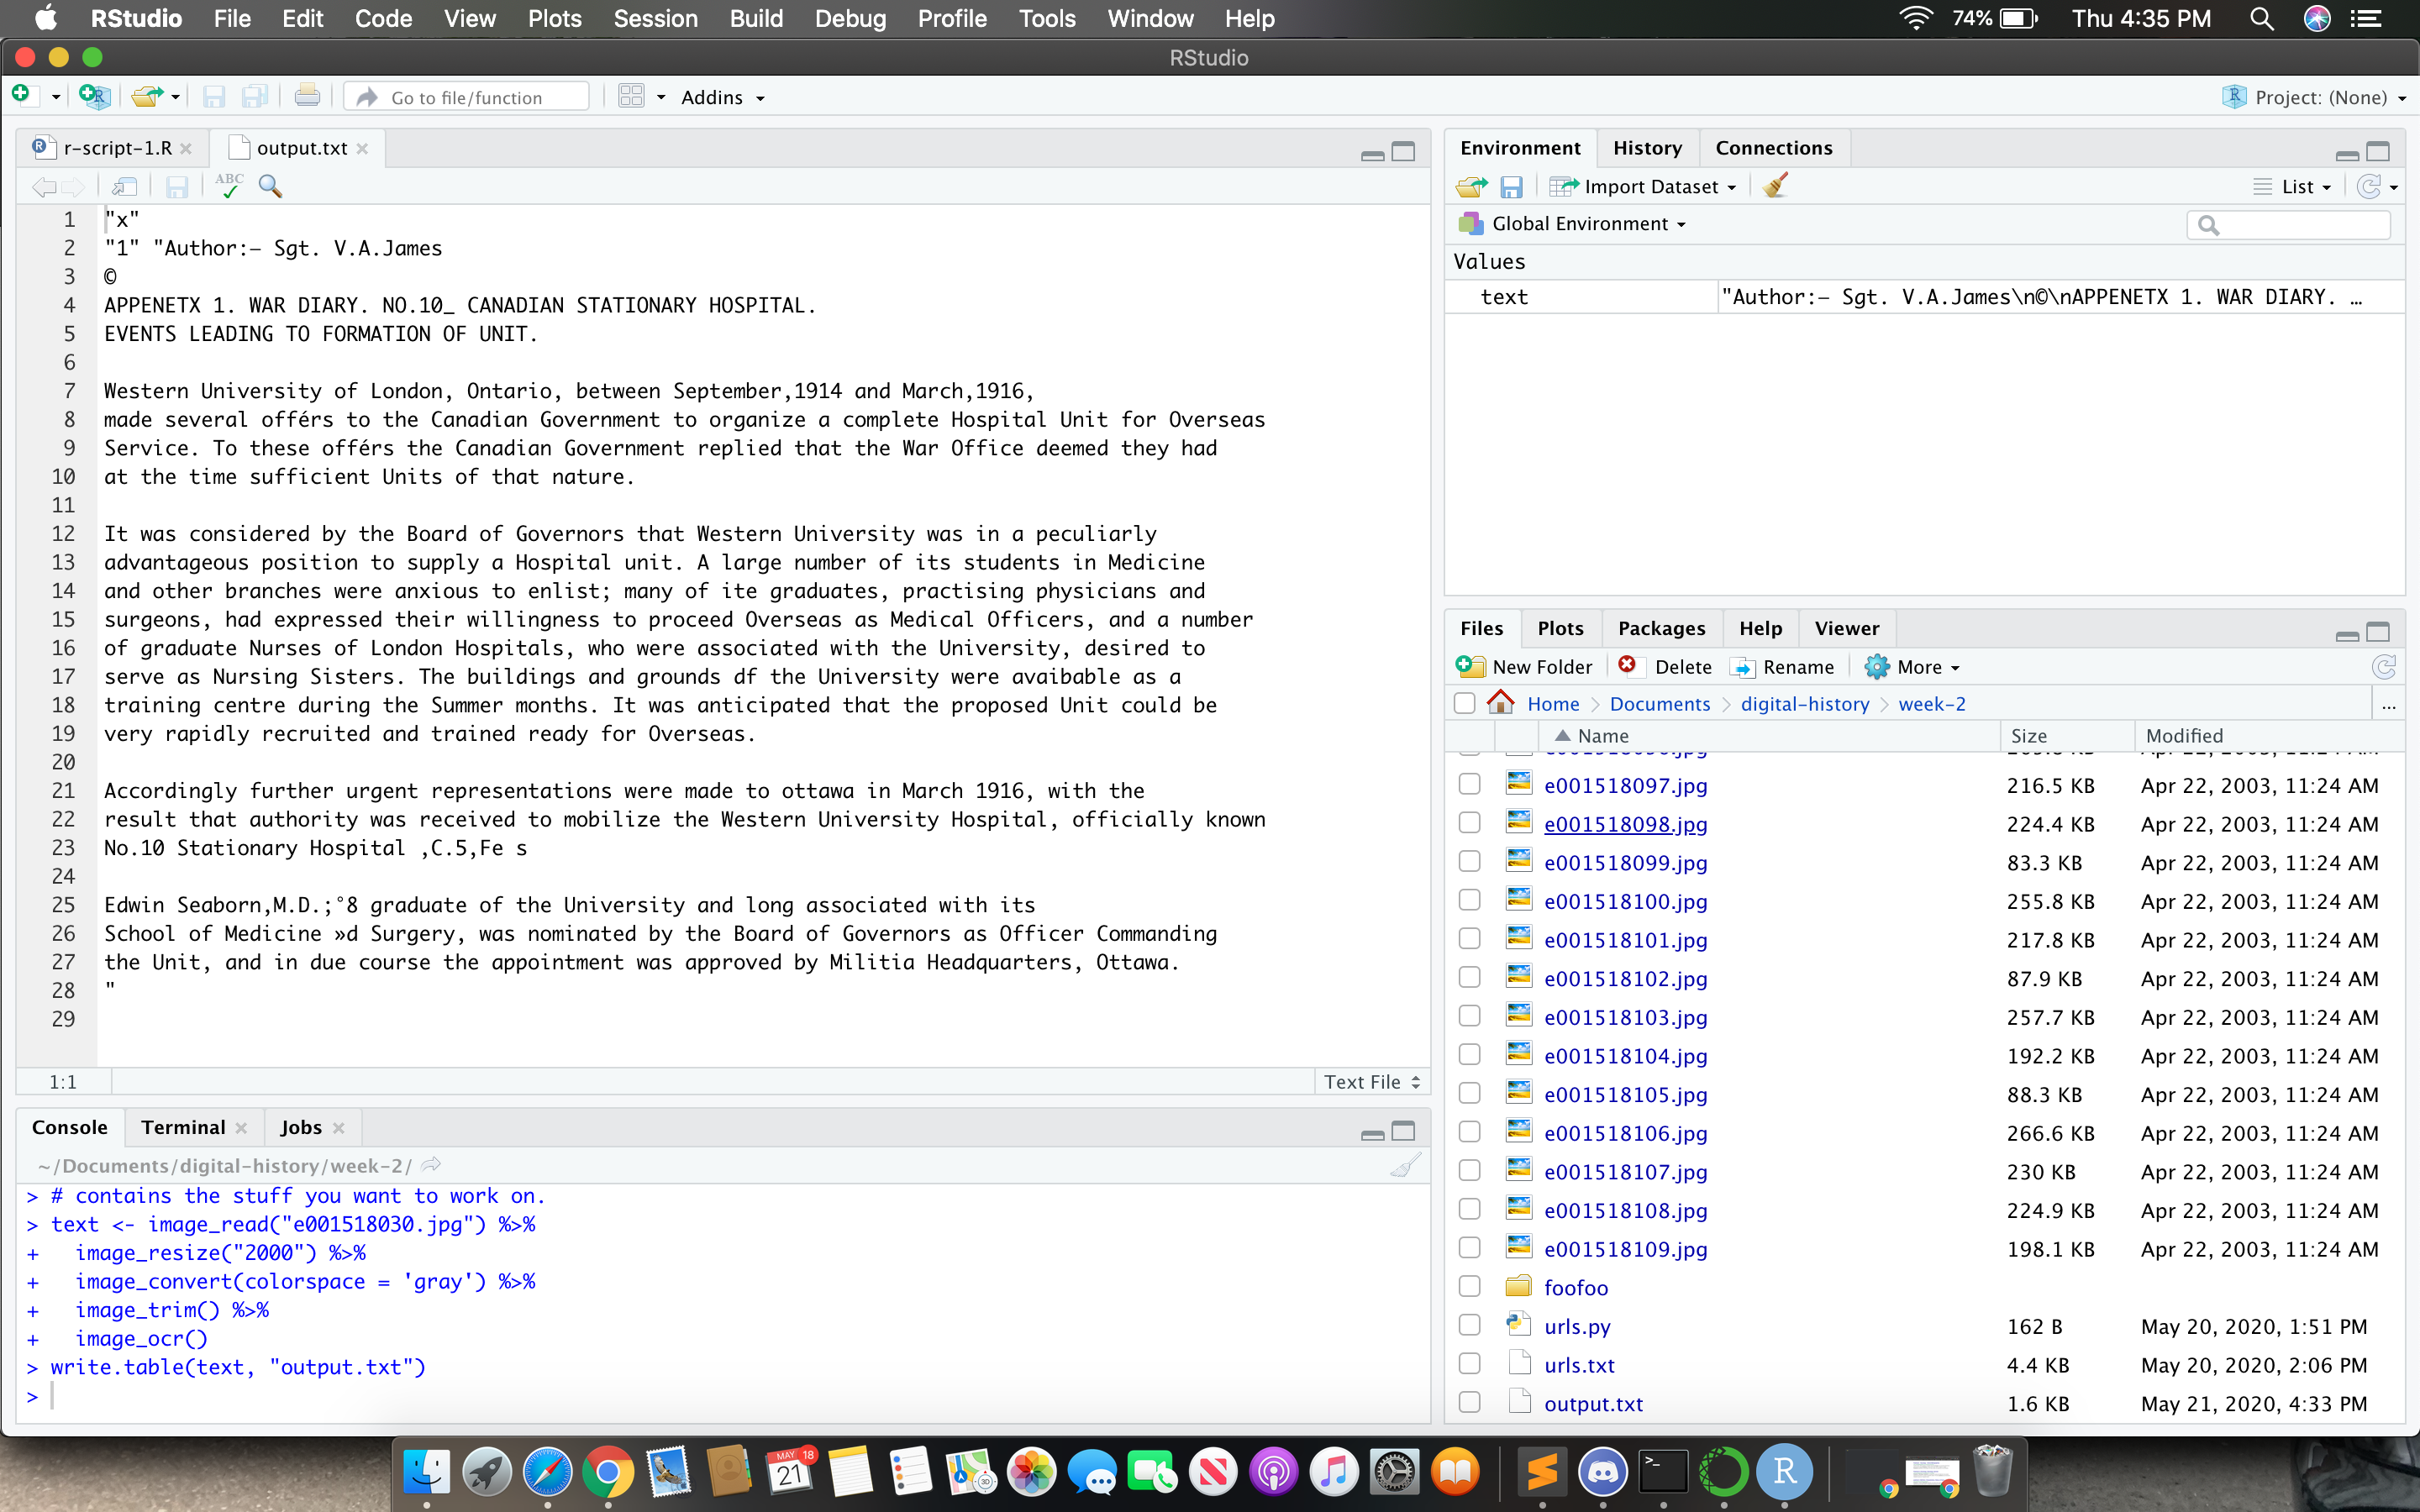 RStudio File Edit Code View Plots Session Build Debug Profile Tools Window Help 74% Thu 4:35 PM
RStudio
Go to file/function Addins Project: (None)
r-script-1.R output.txt
ABC
1 "x"
2 "1" "Author:— Sgt. V.A.James
3 ©
4 APPENETX 1. WAR DIARY. NO.10_ CANADIAN STATIONARY HOSPITAL.
5 EVENTS LEADING TO FORMATION OF UNIT.
6
7 Western University of London, Ontario, between September,1914 and March,1916,
8 made several offérs to the Canadian Government to organize a complete Hospital Unit for Overseas
9 Service. To these offérs the Canadian Government replied that the War Office deemed they had
10 at the time sufficient Units of that nature.
11
12 It was considered by the Board of Governors that Western University was in a peculiarly
13 advantageous position to supply a Hospital unit. A large number of its students in Medicine
14 and other branches were anxious to enlist; many of ite graduates, practising physicians and
15 surgeons, had expressed their willingness to proceed Overseas as Medical Officers, and a number
16 of graduate Nurses of London Hospitals, who were associated with the University, desired to
17 serve as Nursing Sisters. The buildings and grounds df the University were avaibable as a
18 training centre during the Summer months. It was anticipated that the proposed Unit could be
19 very rapidly recruited and trained ready for Overseas.
20
21 Accordingly further urgent representations were made to ottawa in March 1916, with the
22 result that authority was received to mobilize the Western University Hospital, officially known
23 No.10 Stationary Hospital ,C.5,Fe s
24
25 Edwin Seaborn,M.D.;°8 graduate of the University and long associated with its
26 School of Medicine »d Surgery, was nominated by the Board of Governors as Officer Commanding
27 the Unit, and in due course the appointment was approved by Militia Headquarters, Ottawa.
28 "
29
1:1 Text File
Console Terminal Jobs
~/Documents/digital-history/week-2/
> # contains the stuff you want to work on.
> text <- image_read("e001518030.jpg") %>%
+ image_resize("2000") %>%
+ image_convert(colorspace = 'gray') %>%
+ image_trim() %>%
+ image_ocr()
> write.table(text, "output.txt")
>
Environment History Connections
Import Dataset List
Global Environment
Values
text "Author:— Sgt. V.A.James\n©\nAPPENETX 1. WAR DIARY. …
Files Plots Packages Help Viewer
New Folder Delete Rename More
Home Documents digital-history week-2 ...
Name Size Modified
e001518097.jpg 216.5 KB Apr 22, 2003, 11:24 AM
e001518098.jpg 224.4 KB Apr 22, 2003, 11:24 AM
e001518099.jpg 83.3 KB Apr 22, 2003, 11:24 AM
e001518100.jpg 255.8 KB Apr 22, 2003, 11:24 AM
e001518101.jpg 217.8 KB Apr 22, 2003, 11:24 AM
e001518102.jpg 87.9 KB Apr 22, 2003, 11:24 AM
e001518103.jpg 257.7 KB Apr 22, 2003, 11:24 AM
e001518104.jpg 192.2 KB Apr 22, 2003, 11:24 AM
e001518105.jpg 88.3 KB Apr 22, 2003, 11:24 AM
e001518106.jpg 266.6 KB Apr 22, 2003, 11:24 AM
e001518107.jpg 230 KB Apr 22, 2003, 11:24 AM
e001518108.jpg 224.9 KB Apr 22, 2003, 11:24 AM
e001518109.jpg 198.1 KB Apr 22, 2003, 11:24 AM
foofoo
urls.py 162 B May 20, 2020, 1:51 PM
urls.txt 4.4 KB May 20, 2020, 2:06 PM
output.txt 1.6 KB May 21, 2020, 4:33 PM
MAY 21 18